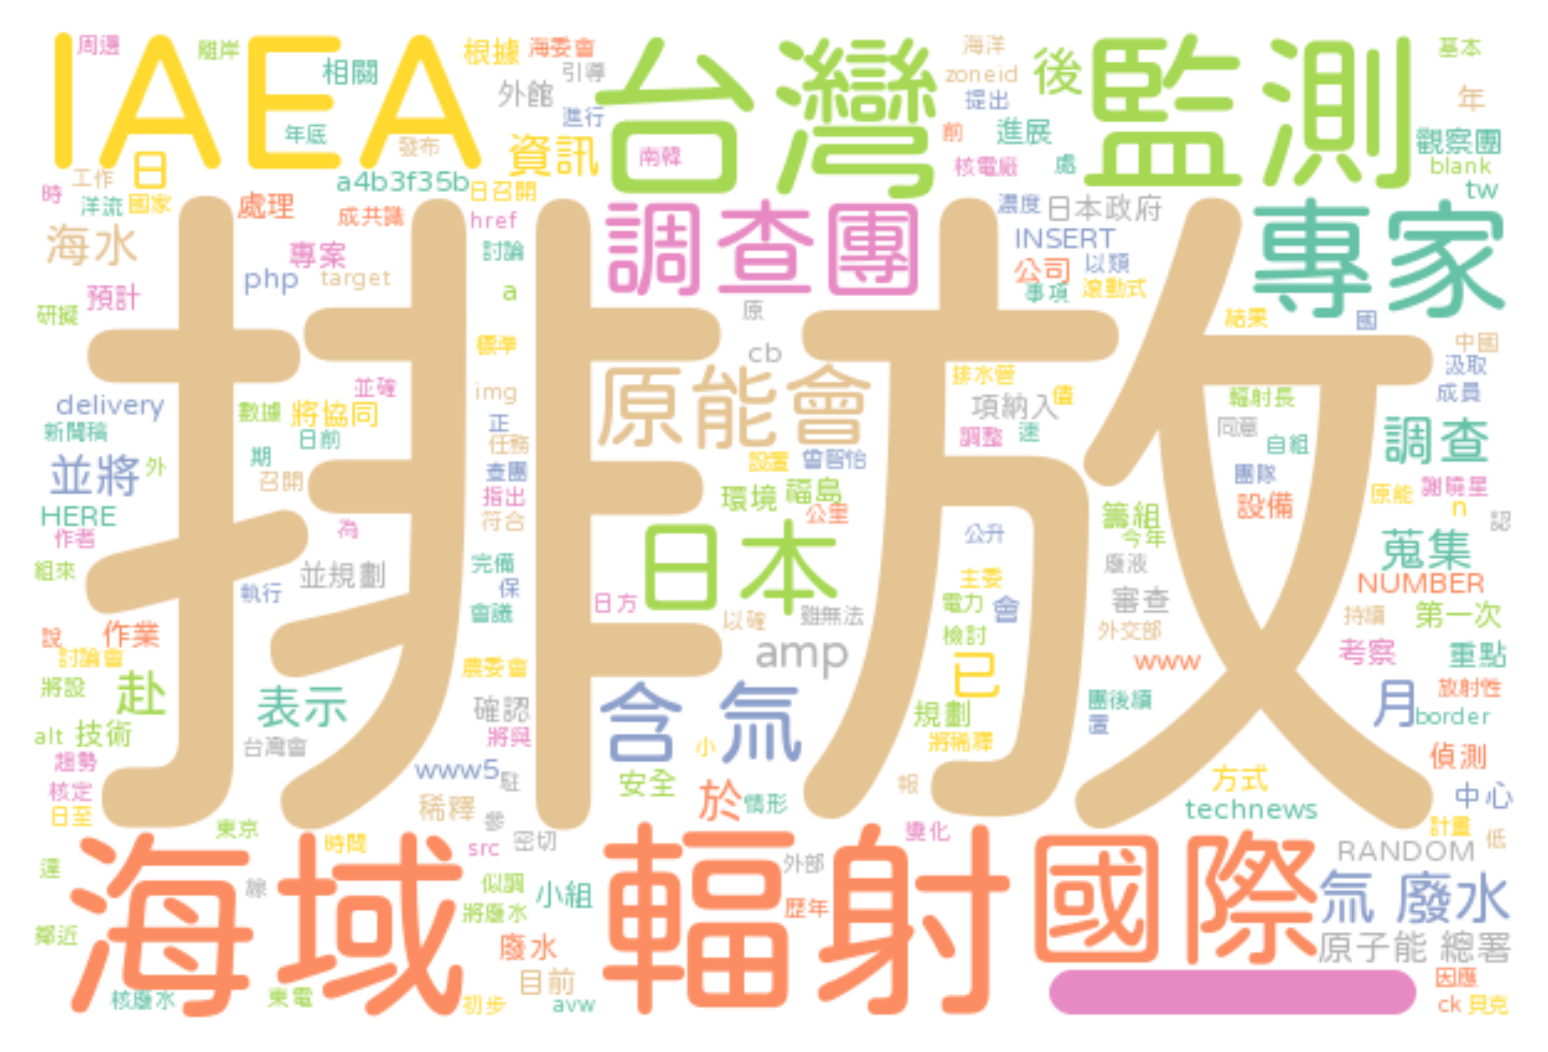 IAEA
台灣
監測
周邊
離岸
相關
根據
海委會
引導
外館
進行
海洋
zoneid
提出
後
基本
年
年底
發布
資訊
南韓
前
進展
觀察團
日
工作
a4b3f35b
日召開
核電廠
處
blank
tw
時
洋流
國家
處理
成共識
href
調查團
濃度
日本政府
專家
海水
專案
討論
INSERT
公司
以類
預計
php
target
a
事項
滾動式
研擬
排放
原
結果
國
標準
cb
中國
汲取
並確
img
原能會
排水管
輻射長
成員
delivery
數據
將協同
正
項納入
僖
新聞稿
日前
任務
調整
速
同意
自組
調查
並將
外
期
查團
設置
曾智怡
團隊
召開
指出
環境
福島
設備
原能
謝曉星
HERE
作者
為
符合
公里
籌組
n
認
日本
公升
今年
蒐集
組來
並規劃
完備
廢液
執行
保
主委
NUMBER
日方
電力
會
審查
說
作業
會議
以確
雖無法
持續
第一次
討論會
檢討
外交部
農委會
amp
已
www
考察
重點
將設
赴
表示
確認
含
氚
團後續
置
月
放射性
border
alt
技術
台灣會
將與
規劃
將稀釋
小
趨勢
www5
駐
偵測
核定
安全
於
情形
報
方式
中心
日至
稀釋
參
technews
東京
時間
src
密切
變化
計畫
低
海域
輻射
國際
RANDOM
達
線
似調
小組
外部
將廢水
歷年
氚
廢水
鄰近
廢水
原子能
總署
目前
因應
核廢水
東電
初步
avw
ck
貝克